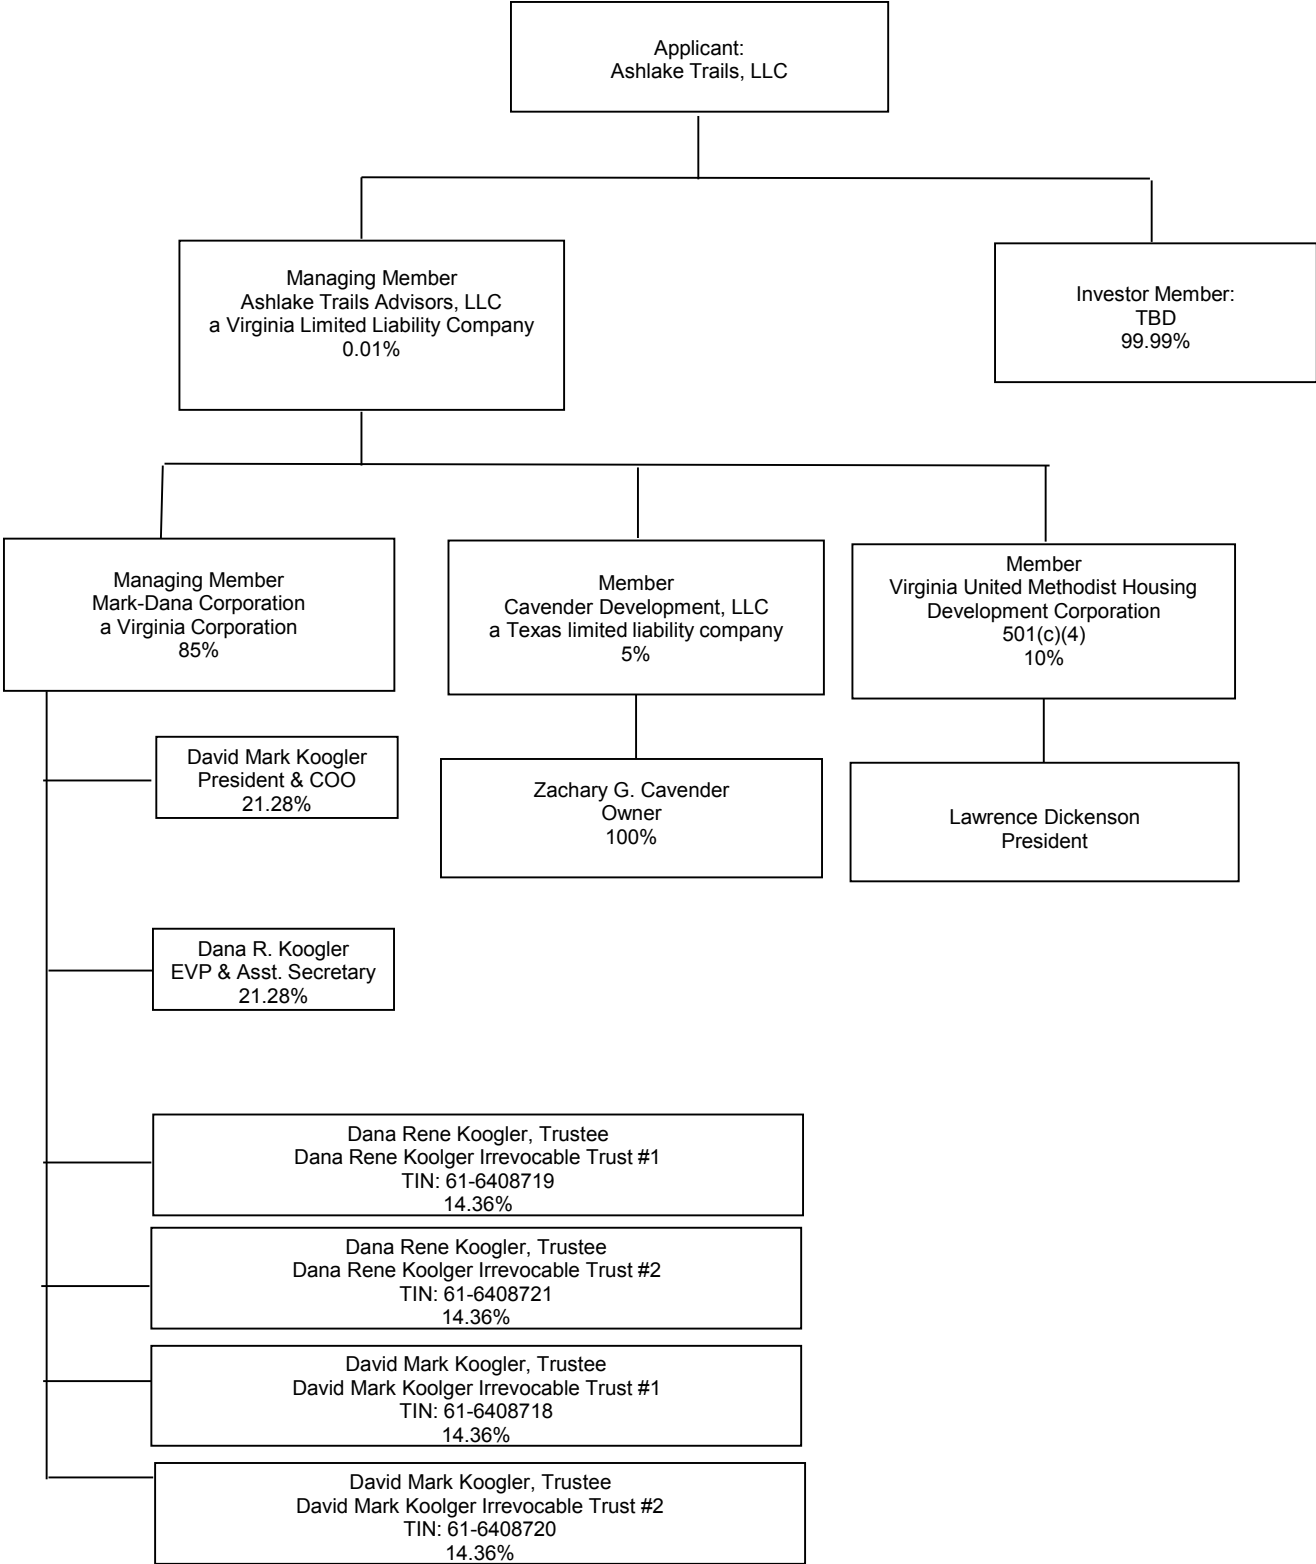 Applicant:
Ashlake Trails, LLC
Managing Member
Ashlake Trails Advisors, LLC
a Virginia Limited Liability Company
0.01%
Investor Member:
TBD
99.99%
Managing Member
Mark-Dana Corporation
a Virginia Corporation
85%
Member
Cavender Development, LLC
a Texas limited liability company
5%
Member
Virginia United Methodist Housing
Development Corporation
501(c)(4)
10%
David Mark Koogler
President & COO
21.28%
Zachary G. Cavender
Owner
100%
Lawrence Dickenson
President
Dana R. Koogler
EVP & Asst. Secretary
21.28%
Dana Rene Koogler, Trustee
Dana Rene Koolger Irrevocable Trust #1
TIN: 61-6408719
14.36%
Dana Rene Koogler, Trustee
Dana Rene Koolger Irrevocable Trust #2
TIN: 61-6408721
14.36%
David Mark Koogler, Trustee
David Mark Koolger Irrevocable Trust #1
TIN: 61-6408718
14.36%
David Mark Koogler, Trustee
David Mark Koolger Irrevocable Trust #2
TIN: 61-6408720
14.36%